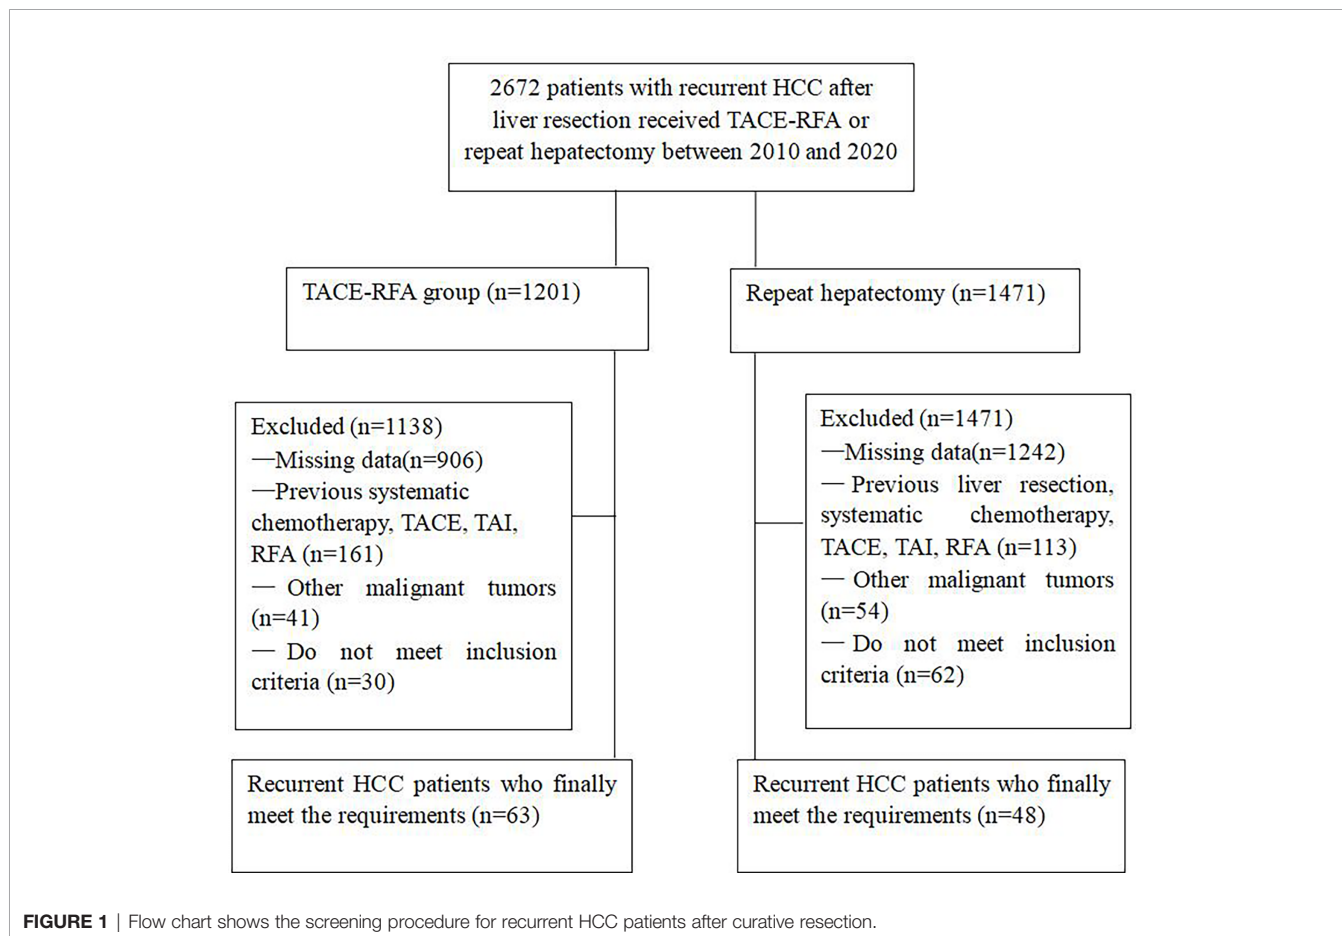 2672 patients with recurrent HCC after
liver resection received TACE-RFA or
repeat hepatectomy between 2010 and 2020
TACE-RFA group (n=1201)
Repeat hepatectomy (n=1471)
Excluded (n=1138)
—Missing data(n=906)
—Previous systematic
chemotherapy, TACE, TAI,
RFA (n=161)
— Other malignant tumors
(n=41)
— Do not meet inclusion
criteria (n=30)
Excluded (n=1471)
—Missing data(n=1242)
— Previous liver resection,
systematic chemotherapy,
TACE, TAI, RFA (n=113)
— Other malignant tumors
(n=54)
— Do not meet inclusion
criteria (n=62)
Recurrent HCC patients who finally
meet the requirements (n=63)
Recurrent HCC patients who finally
meet the requirements (n=48)
FIGURE 1 | Flow chart shows the screening procedure for recurrent HCC patients after curative resection.